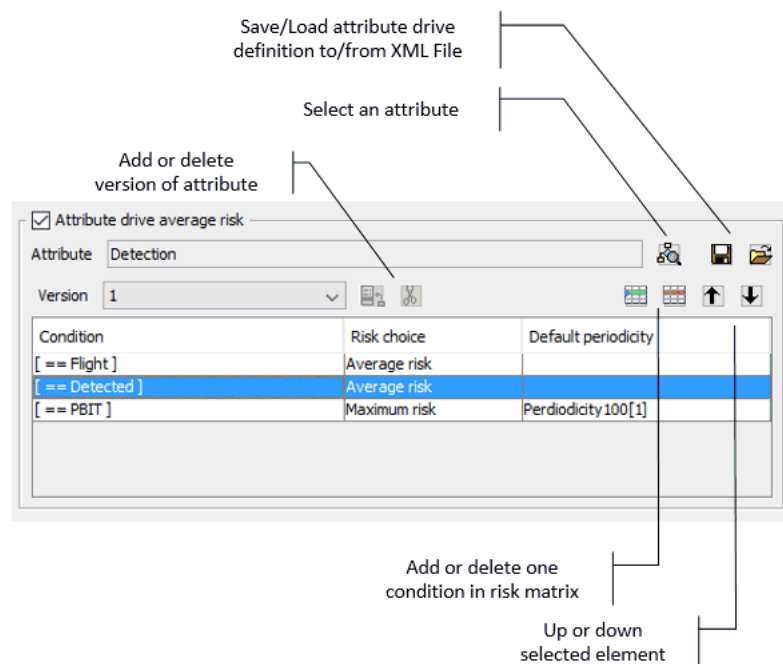 Save/Load attribute drive
definition to/from XML File
Select an attribute
Add or delete
version of attribute
Attribute drive average risk
Attribute Detection
Version 1
Condition Risk choice Default periodicity
[ == Flight ] Average risk
[ == Detected ] Average risk
[ == PBIT ] Maximum risk Perdiodicity100[1]
Add or delete one
condition in risk matrix
Up or down
selected element